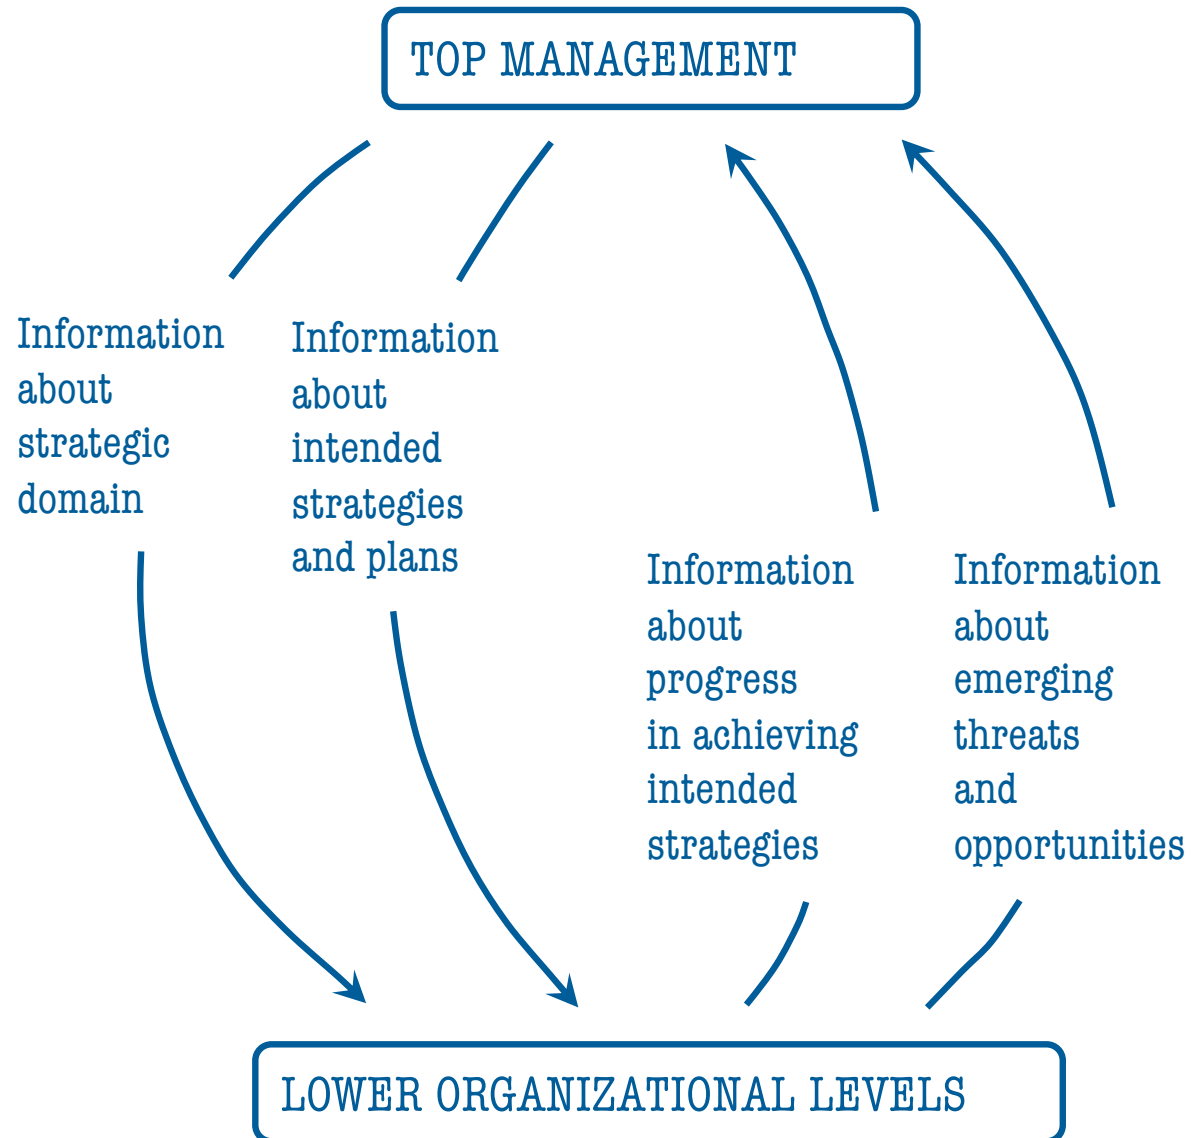 TOP MANAGEMENT
Information
about
strategic
domain
Information
about
intended
strategies
and plans
Information
about
progress
in achieving
intended
strategies
Information
about
emerging
threats
and
opportunities
LOWER ORGANIZATIONAL LEVELS